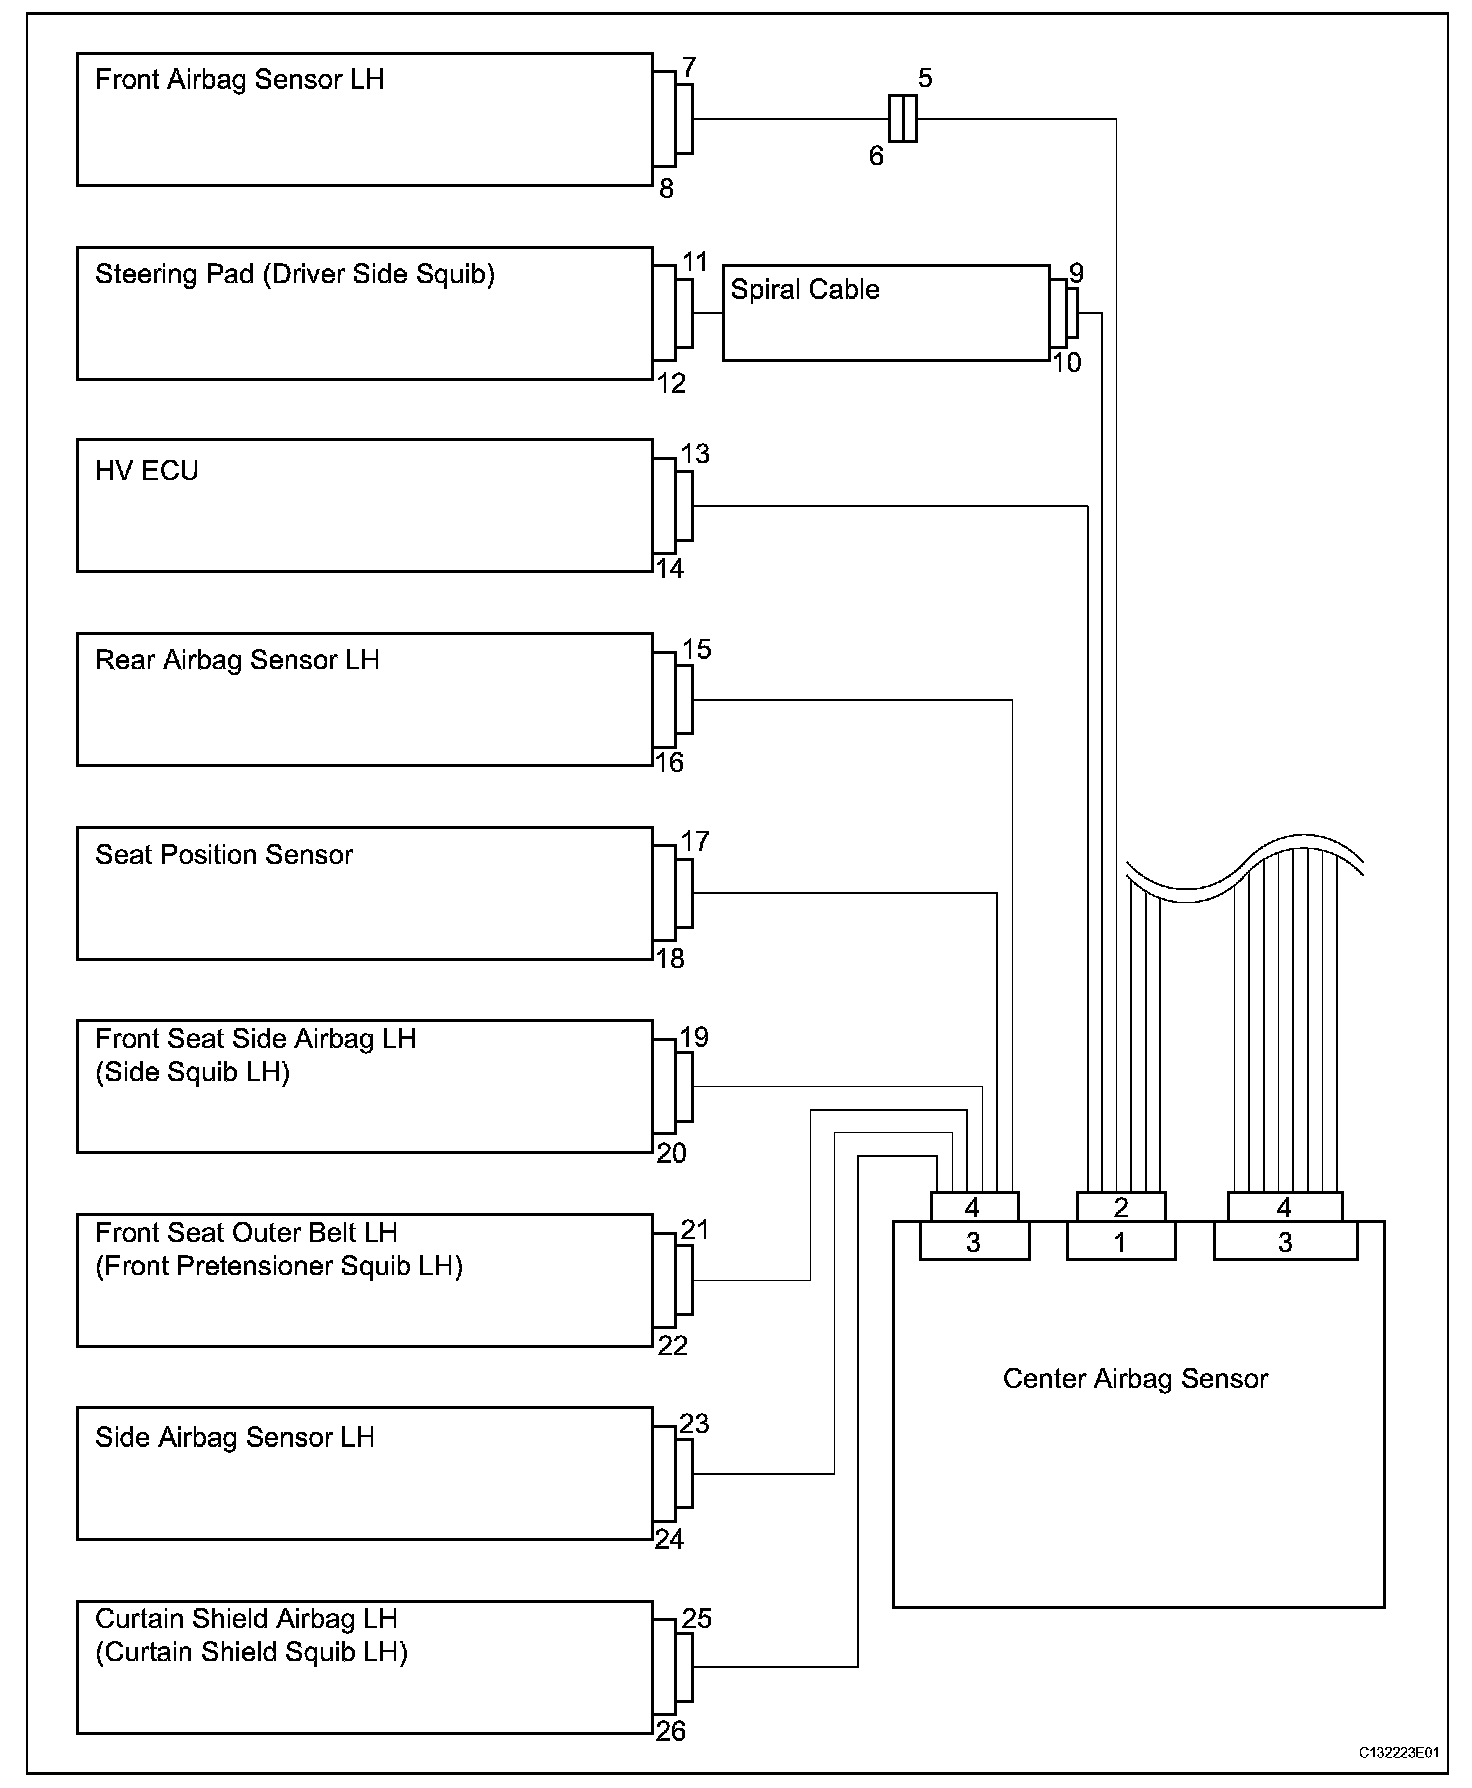 Front Airbag Sensor LH
7
8
5
6
Steering Pad (Driver Side Squib)
11
12
Spiral Cable
9
10
HV ECU
13
14
Rear Airbag Sensor LH
15
16
Seat Position Sensor
17
18
Front Seat Side Airbag LH
(Side Squib LH)
19
20
Front Seat Outer Belt LH
(Front Pretensioner Squib LH)
21
22
Side Airbag Sensor LH
23
24
Curtain Shield Airbag LH
(Curtain Shield Squib LH)
25
26
4 2 4
3 1 3
Center Airbag Sensor
C132223E01